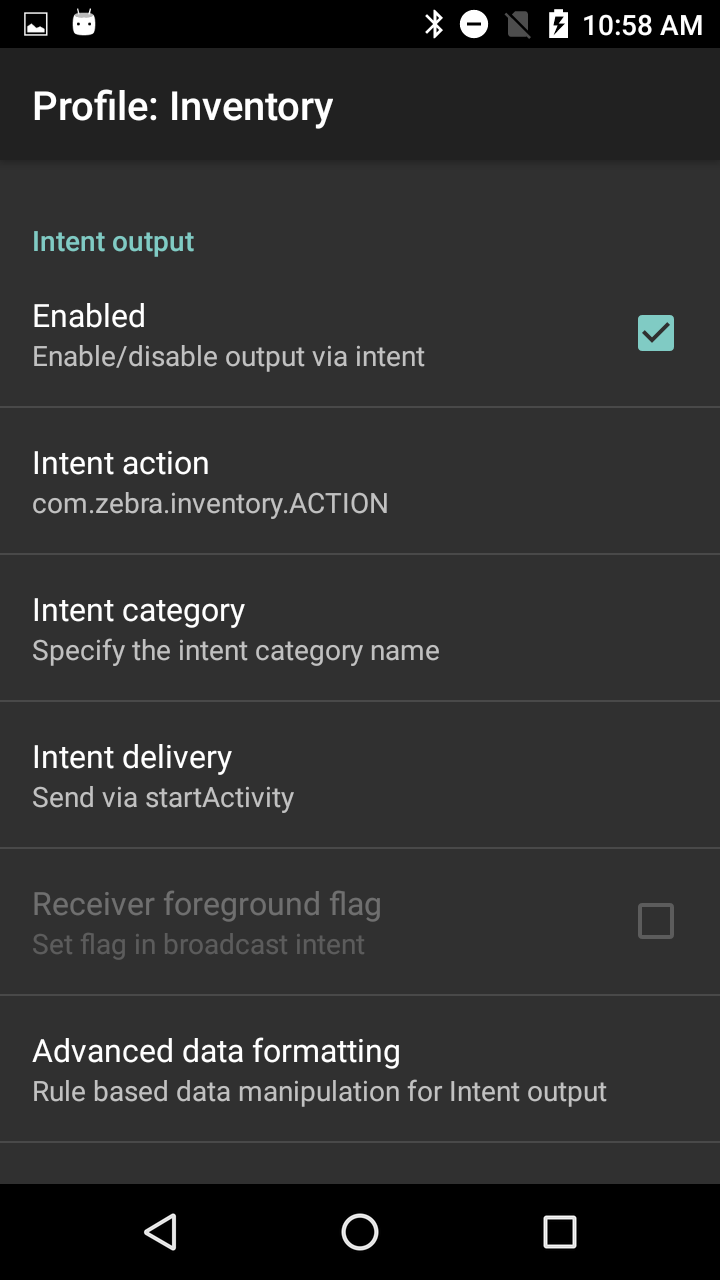 10:58 AM
Profile: Inventory
Intent output
Enabled
Enable/disable output via intent
Intent action
com.zebra.inventory.ACTION
Intent category
Specify the intent category name
Intent delivery
Send via startActivity
Receiver foreground flag
Set flag in broadcast intent
Advanced data formatting
Rule based data manipulation for Intent output